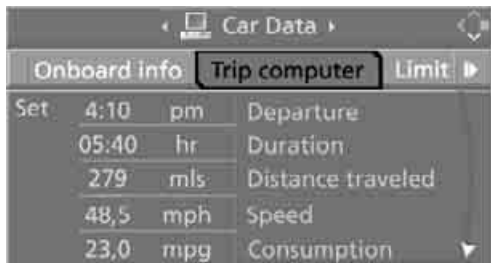 Car Data
Onboard info Trip computer Limit
Set 4:10 pm Departure
05:40 hr Duration
279 mls Distance traveled
48,5 mph Speed
23,0 mpg Consumption